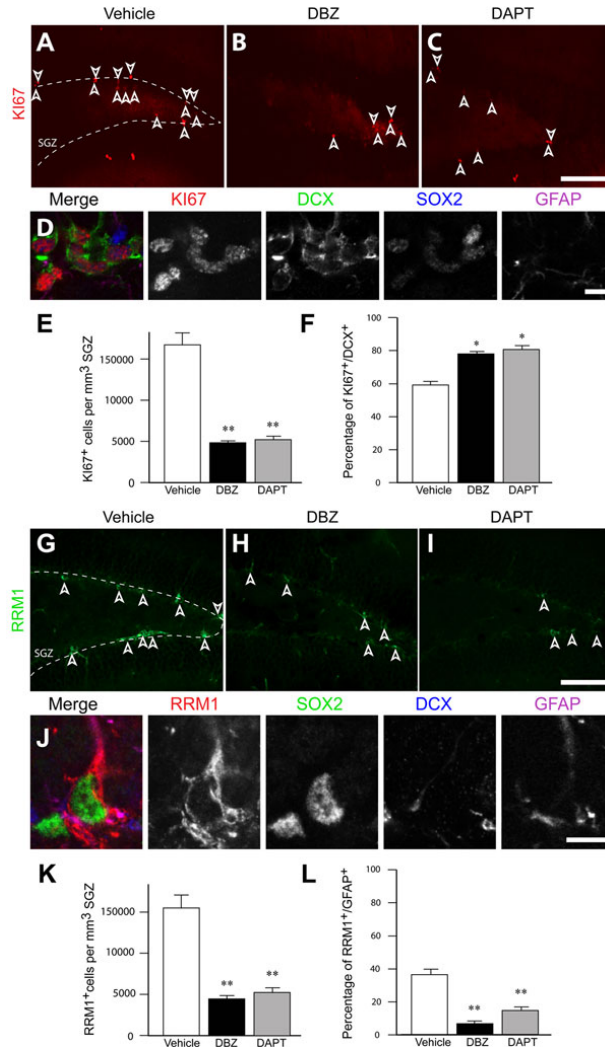 Vehicle DBZ DAPT
A B C
KI67
SGZ
Merge KI67 DCX SOX2 GFAP
D
E F
KI67+ cells per mm3 SGZ
150000
10000
5000
0
Vehicle DBZ DAPT
** **
Percentage of KI67+/DCX+
100
80
60
40
20
0
Vehicle DBZ DAPT
* *
Vehicle DBZ DAPT
G H I
RRM1
SGZ
Merge RRM1 SOX2 DCX GFAP
J
K L
RRM1+cells per mm3 SGZ
150000
10000
5000
0
Vehicle DBZ DAPT
** **
Percentage of RRM1+/GFAP+
100
80
60
40
20
0
Vehicle DBZ DAPT
** **